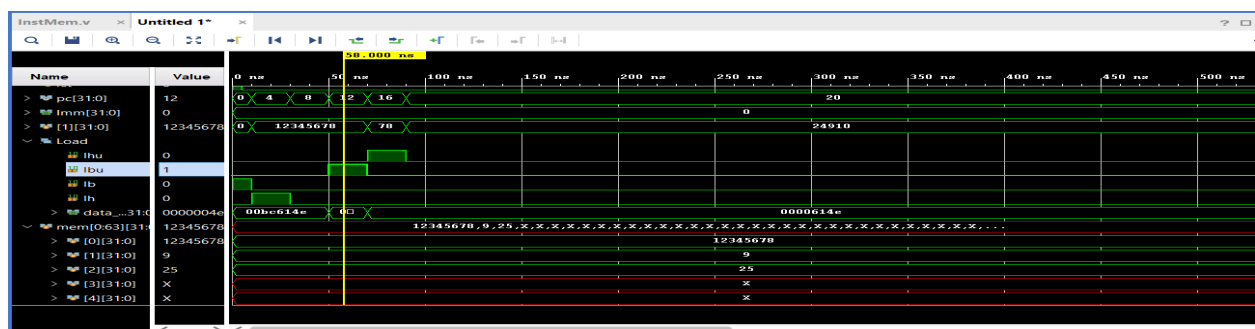 InstMem.v × Untitled 1* ×
58.000 ns
Name Value 0 ns 50 ns 100 ns 150 ns 200 ns 250 ns 300 ns 350 ns 400 ns 450 ns 500 ns
> pc[31:0] 12 0 4 8 12 16 20
> Imm[31:0] 0 0
> [1][31:0] 12345678 0 12345678 78 24910
Load
lhu 0
lbu 1
lb 0
lh 0
> data_...31:0 0000004e 00bc614e 0 0000614e
mem[0:63][31: 12345678 12345678,9,25,X,X,X,X,X,X,X,X,X,X,X,X,X,X,X,X,X,X,X,X,X,X,X,X,X,...
> [0][31:0] 12345678 12345678
> [1][31:0] 9 9
> [2][31:0] 25 25
> [3][31:0] X X
> [4][31:0] X X